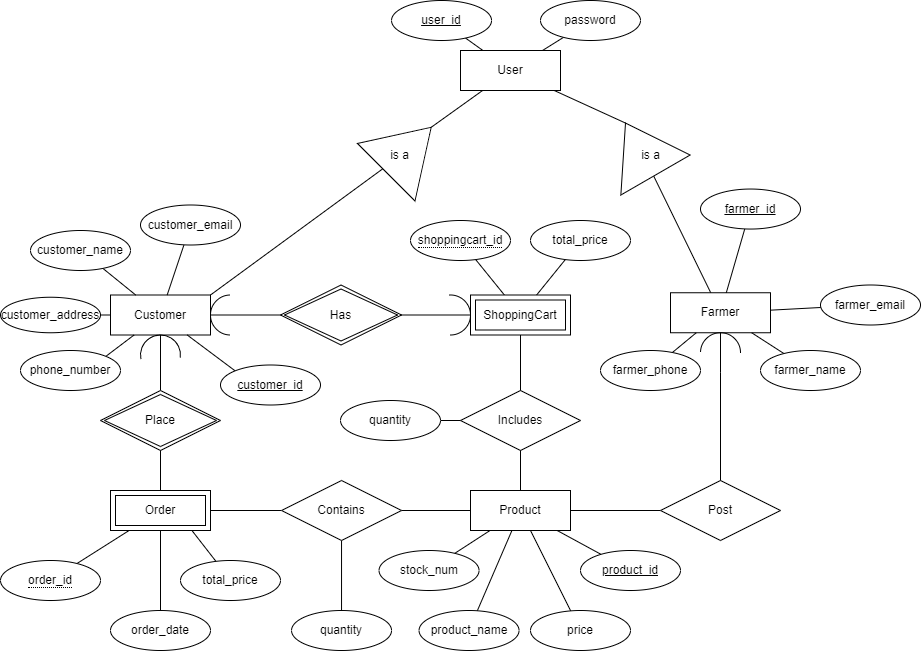 user_id
password
User
is a
is a
farmer_id
customer_email
customer_name
shoppingcart_id
total_price
customer_address
Customer
Has
ShoppingCart
Farmer
farmer_email
phone_number
customer_id
farmer_phone
farmer_name
Place
quantity
Includes
Order
Contains
Product
Post
order_id
total_price
stock_num
product_id
order_date
quantity
product_name
price